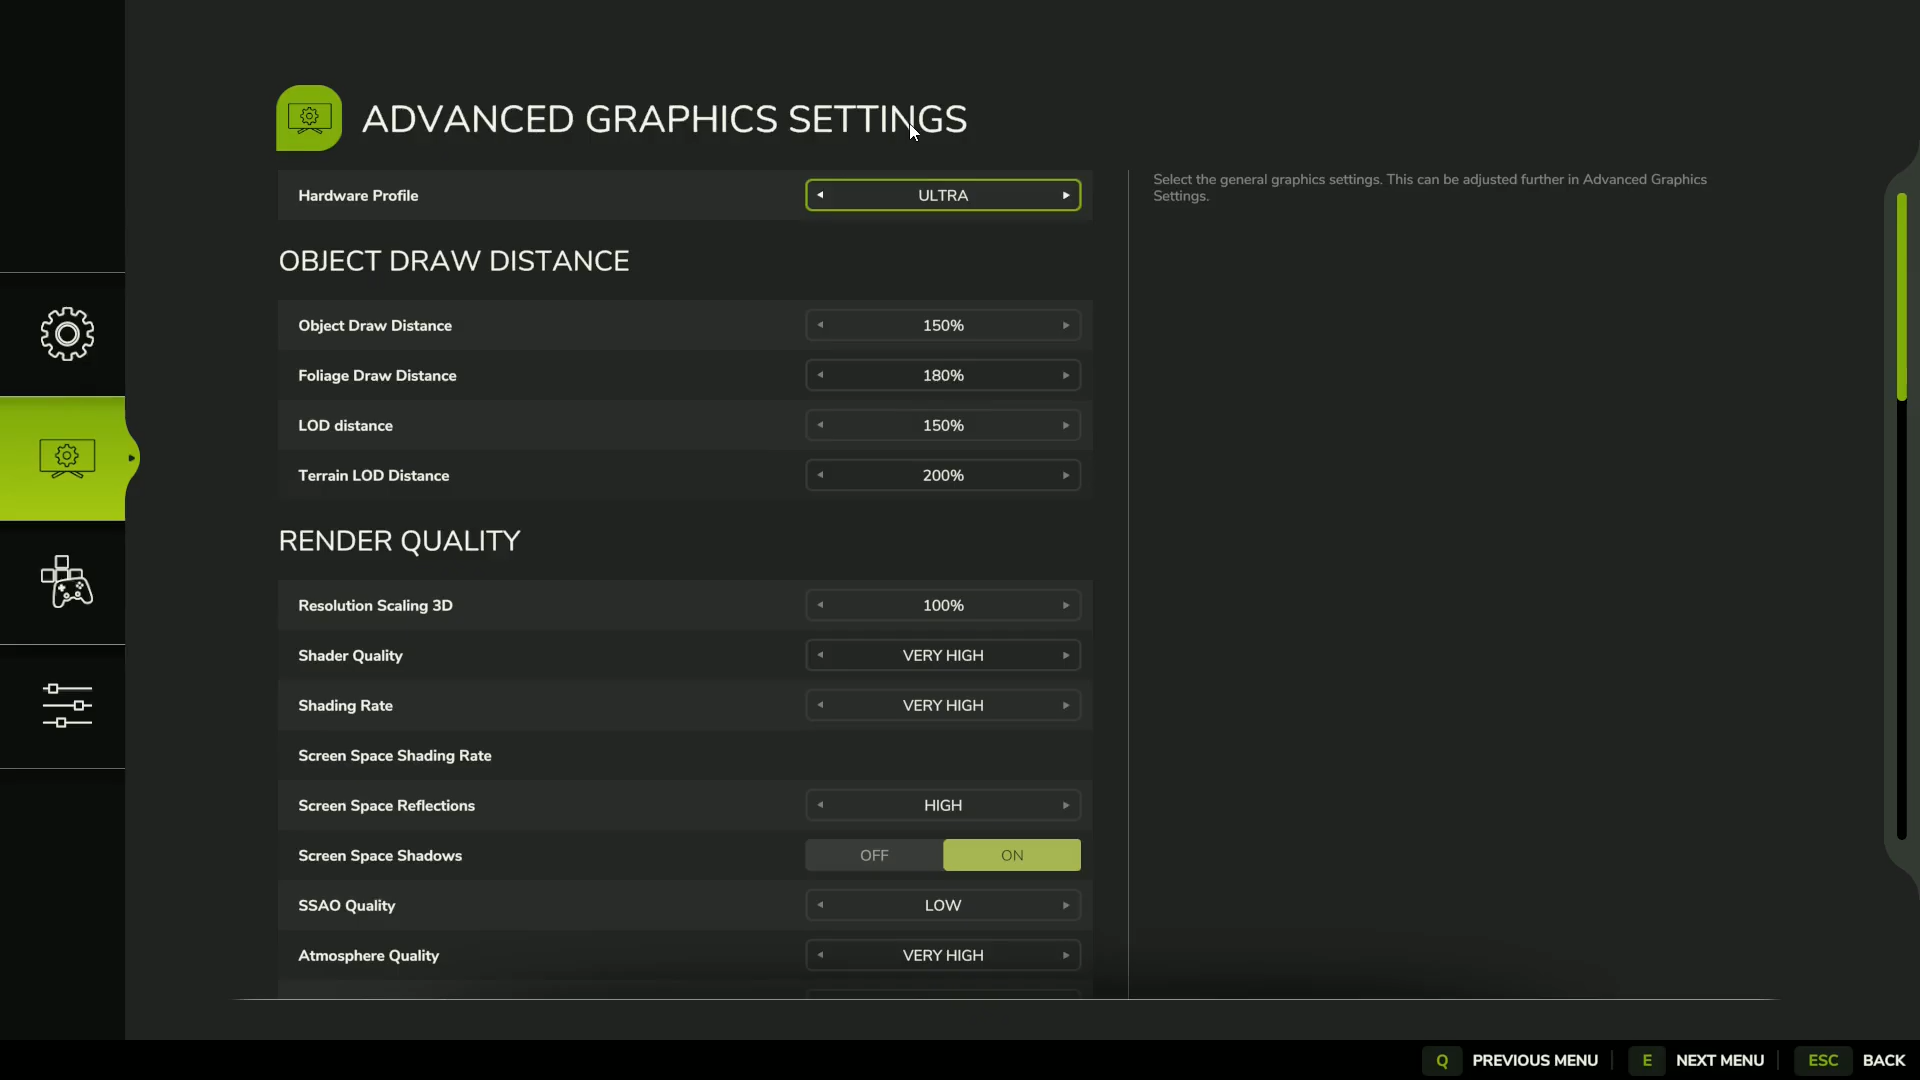 ADVANCED GRAPHICS SETTINGS
Hardware Profile ULTRA
Select the general graphics settings. This can be adjusted further in Advanced Graphics
Settings.
OBJECT DRAW DISTANCE
Object Draw Distance 150%
Foliage Draw Distance 180%
LOD distance 150%
Terrain LOD Distance 200%
RENDER QUALITY
Resolution Scaling 3D 100%
Shader Quality VERY HIGH
Shading Rate VERY HIGH
Screen Space Shading Rate
Screen Space Reflections HIGH
Screen Space Shadows OFF ON
SSAO Quality LOW
Atmosphere Quality VERY HIGH
Q PREVIOUS MENU E NEXT MENU ESC BACK